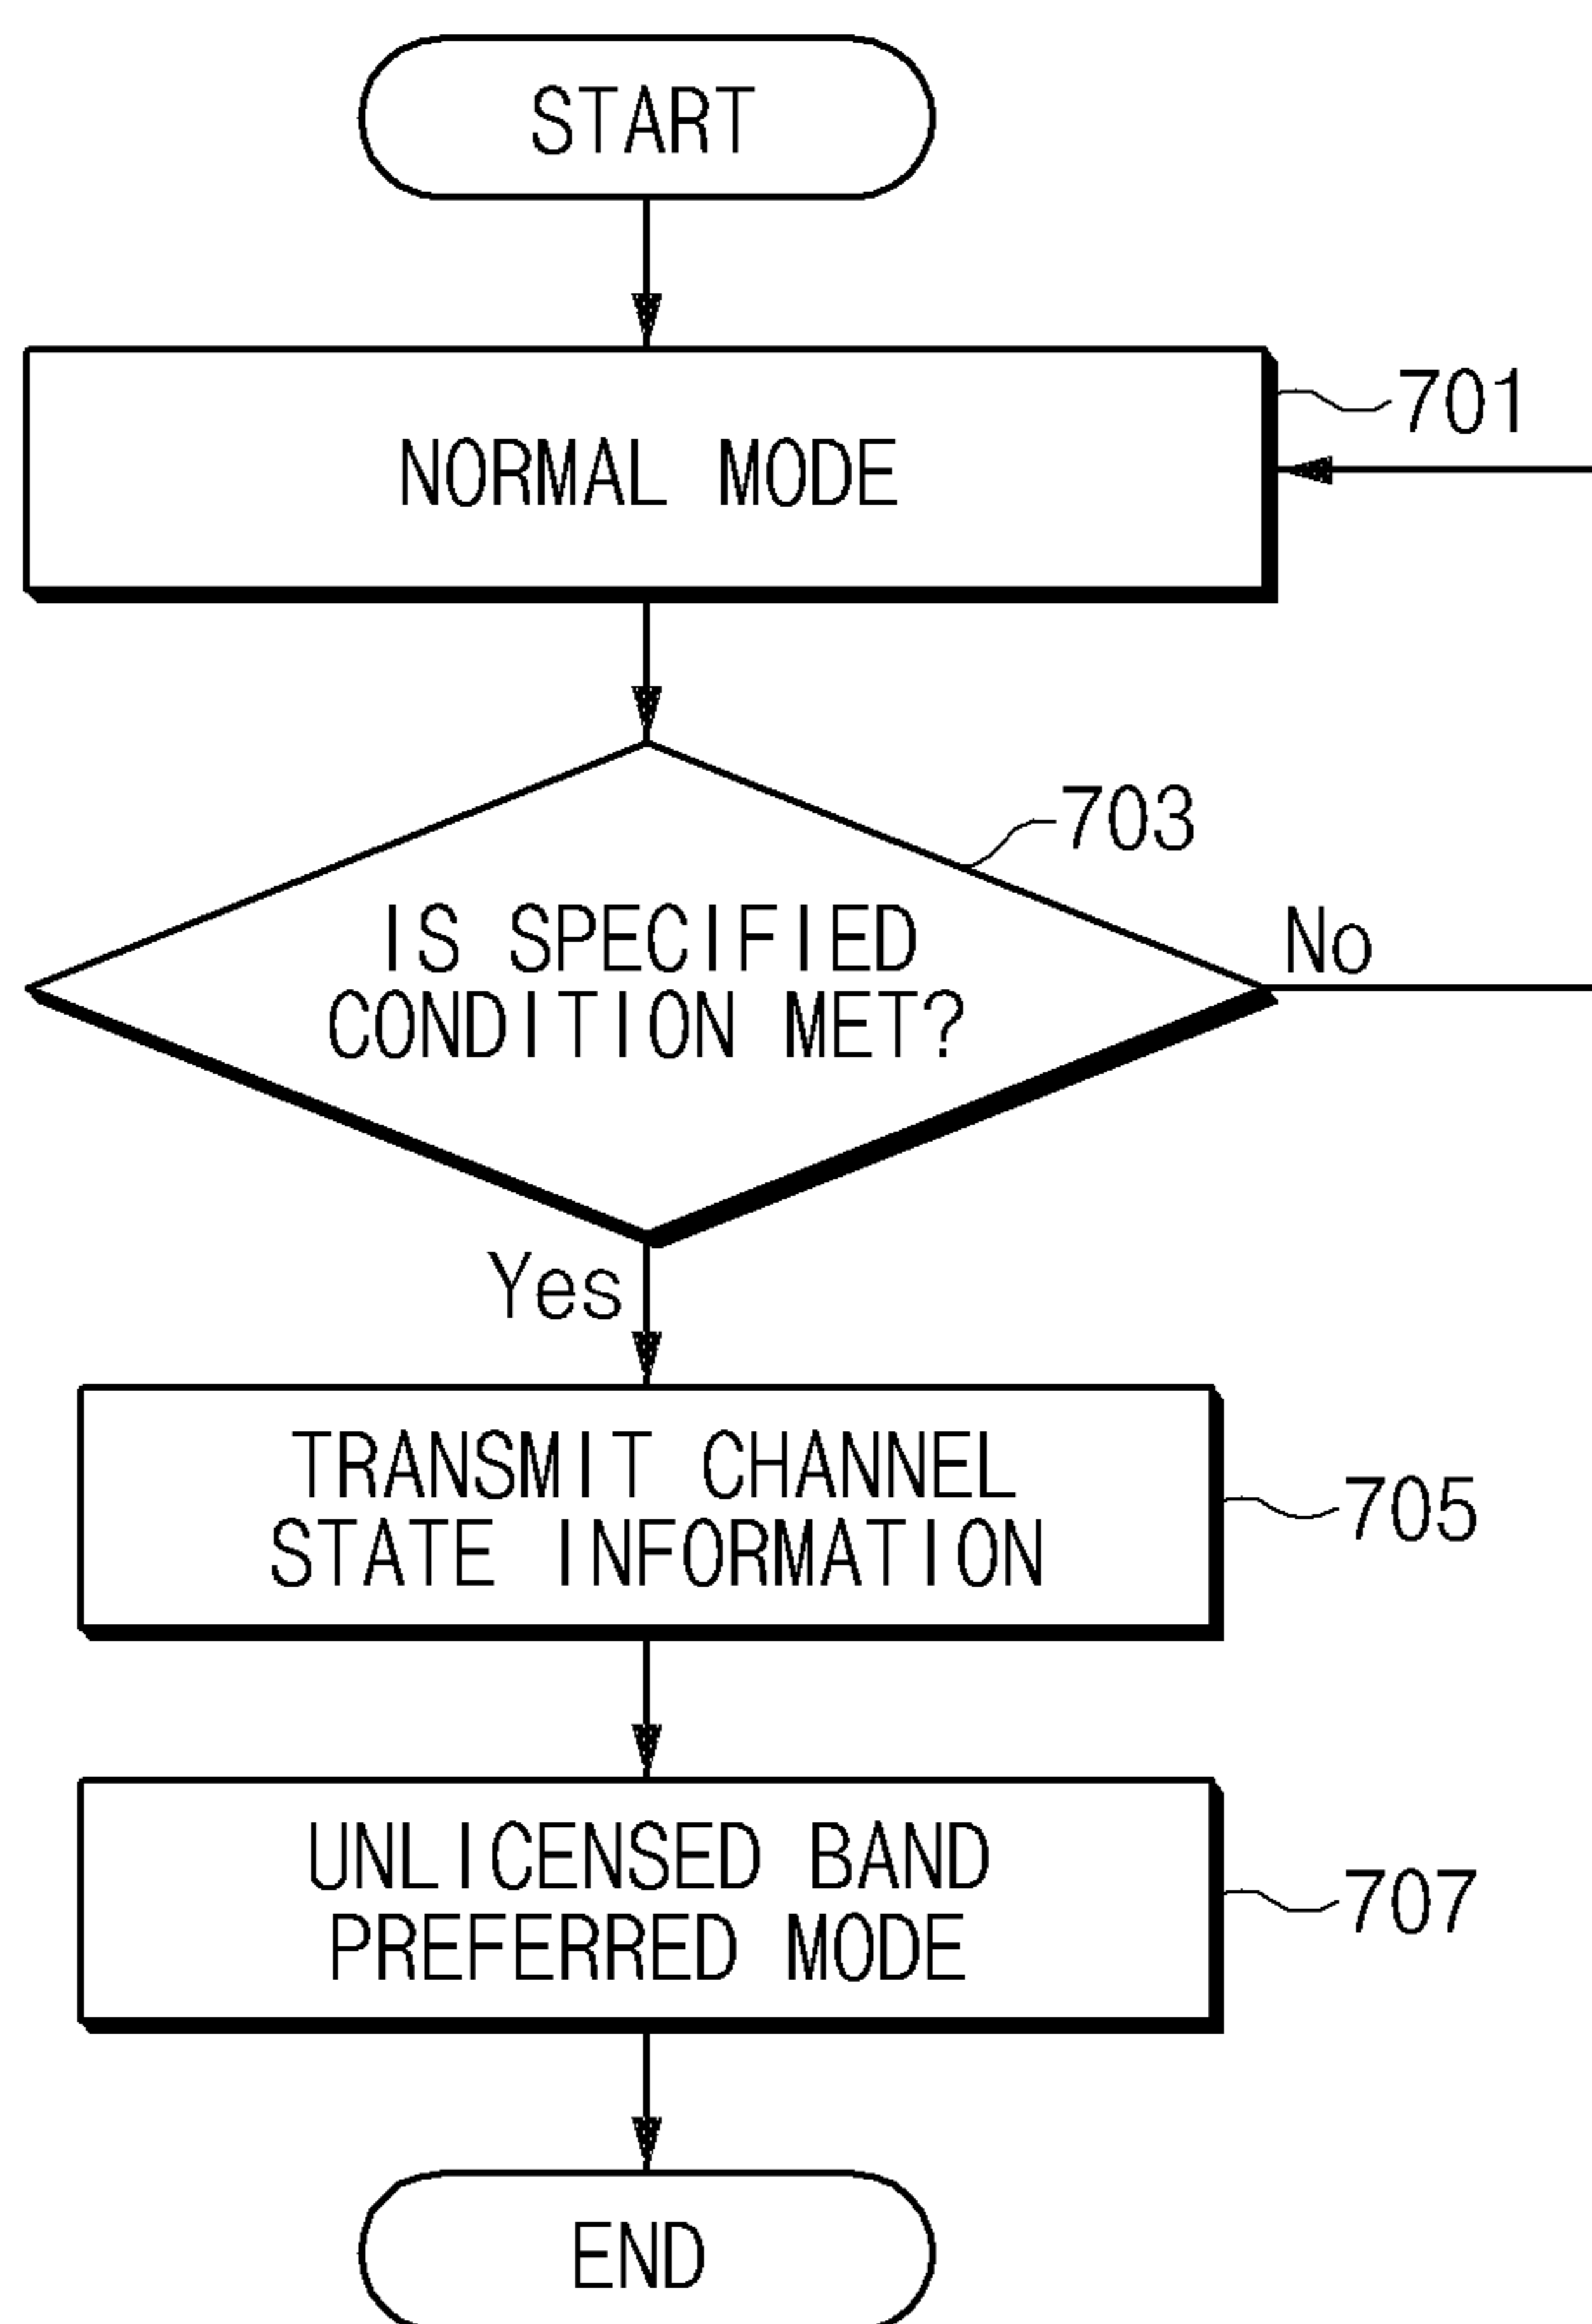 START
NORMAL MODE
701
703
IS SPECIFIED
CONDITION MET?
No
Yes
TRANSMIT CHANNEL
STATE INFORMATION
705
UNLICENSED BAND
PREFERRED MODE
707
END